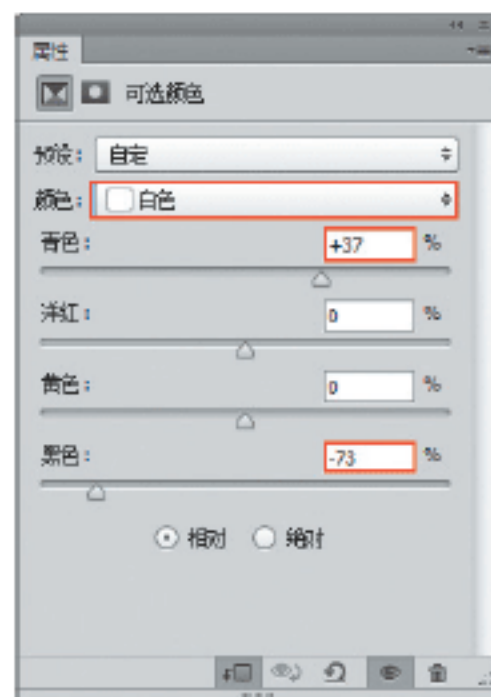 属性
可选颜色
预设： 自定
颜色： 白色
青色： +37 %
洋红： 0 %
黄色： 0 %
黑色： -73 %
相对 绝对